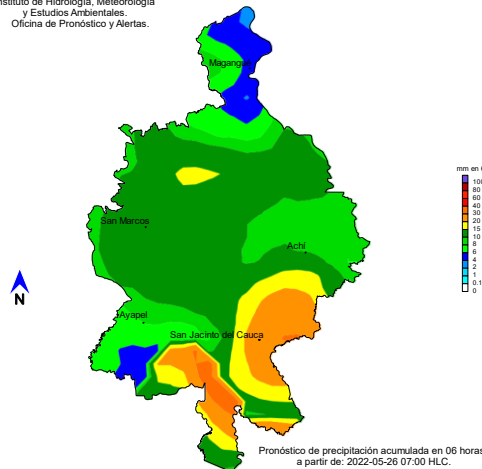 nstituto de Hidrología, Meteorología
y Estudios Ambientales.
Oficina de Pronóstico y Alertas.
Magangué
San Marcos
Achí
Ayapel
San Jacinto del Cauca
N
mm en 6
100
80
60
40
30
20
15
10
8
6
4
2
1
0.1
0
Pronóstico de precipitación acumulada en 06 horas
a partir de: 2022-05-26 07:00 HLC.